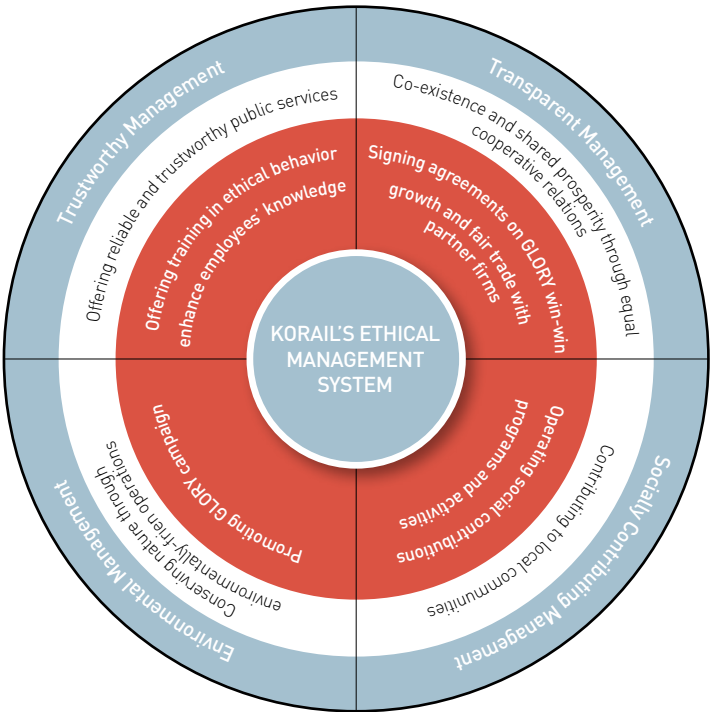 Trustworthy Management
Offering reliable and trustworthy public services
Offering training in ethical behavior
enhance employees' knowledge
Transparent Management
Co-existence and shared prosperity through equal
cooperative relations
Signing agreements on GLORY win-win
growth and fair trade with
partner firms
KORAIL'S ETHICAL
MANAGEMENT
SYSTEM
Environmental Management
Conserving nature through
environmentally-frien operations
Promoting GLORY campaign
Socially Contributing Management
Contributing to local communities
Operating social contributions
programs and activities